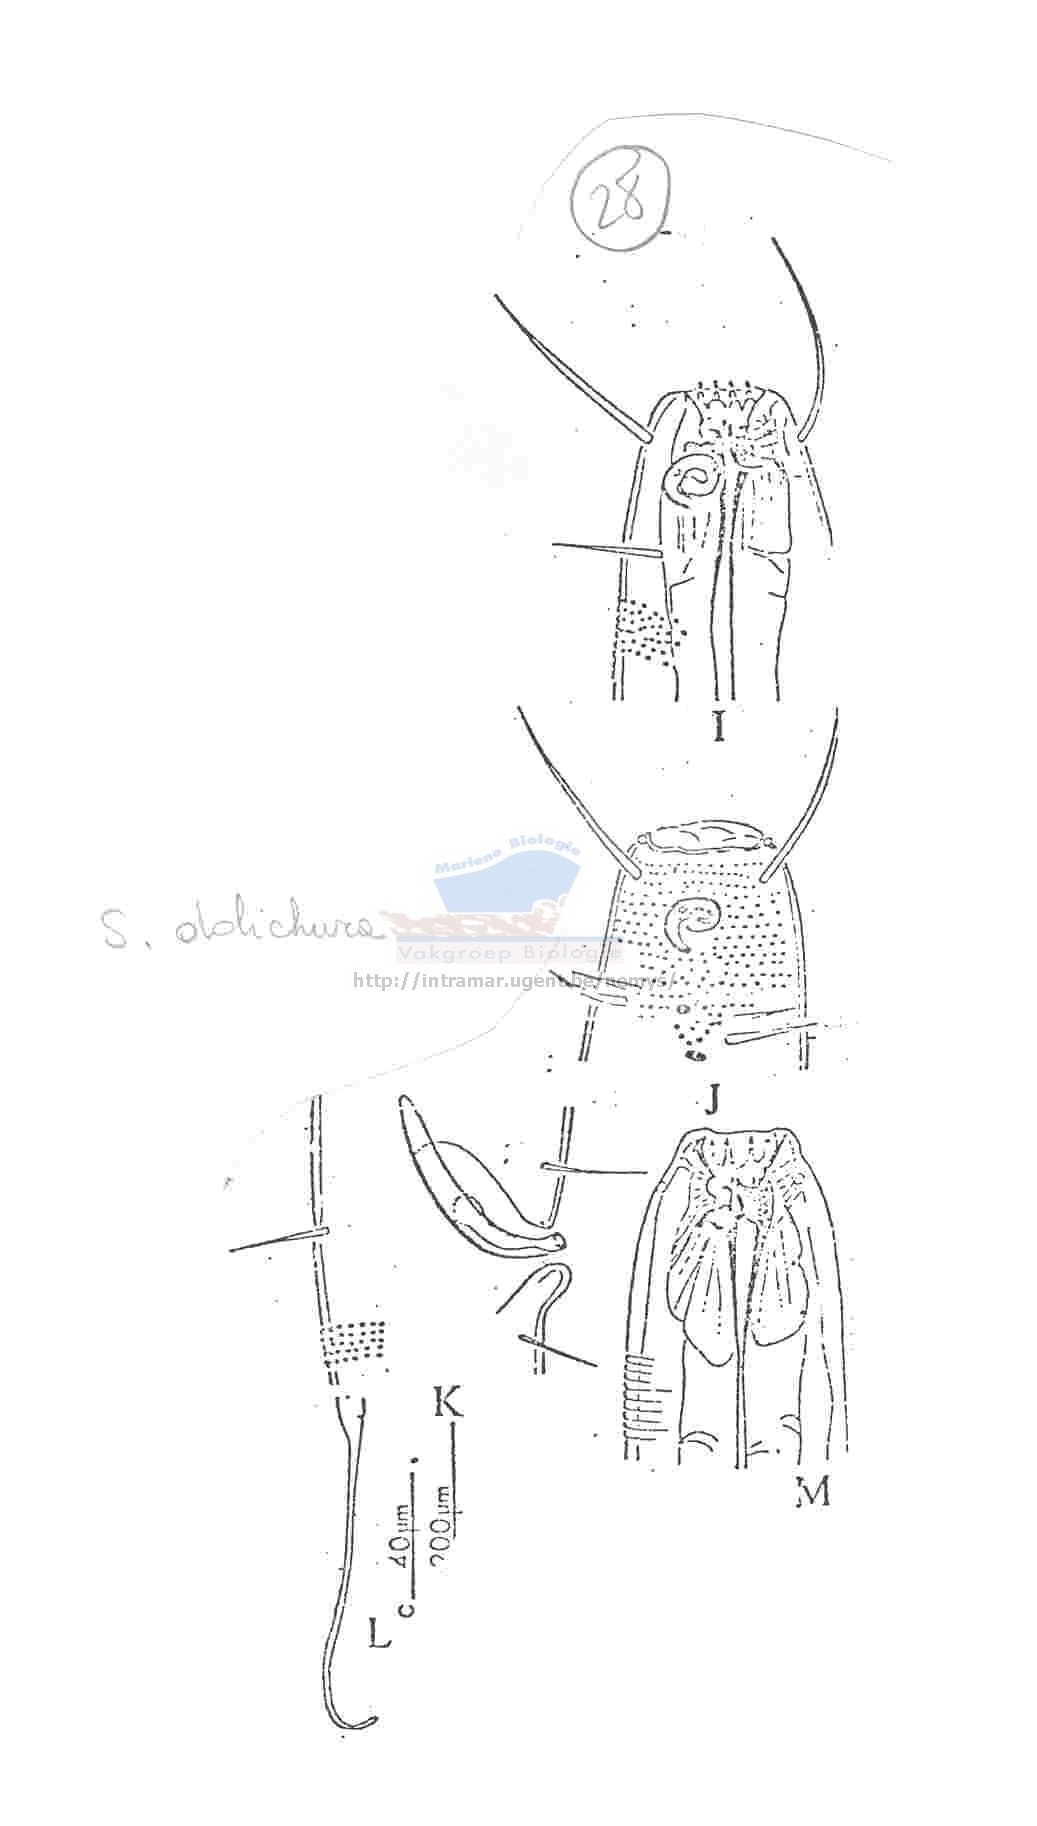 28
I
Mariene Biologie
S. dolichura
Vakgroep Biologie
http://intramar.ugent.be/nemys/
J
K
M
40µm
200µm
L